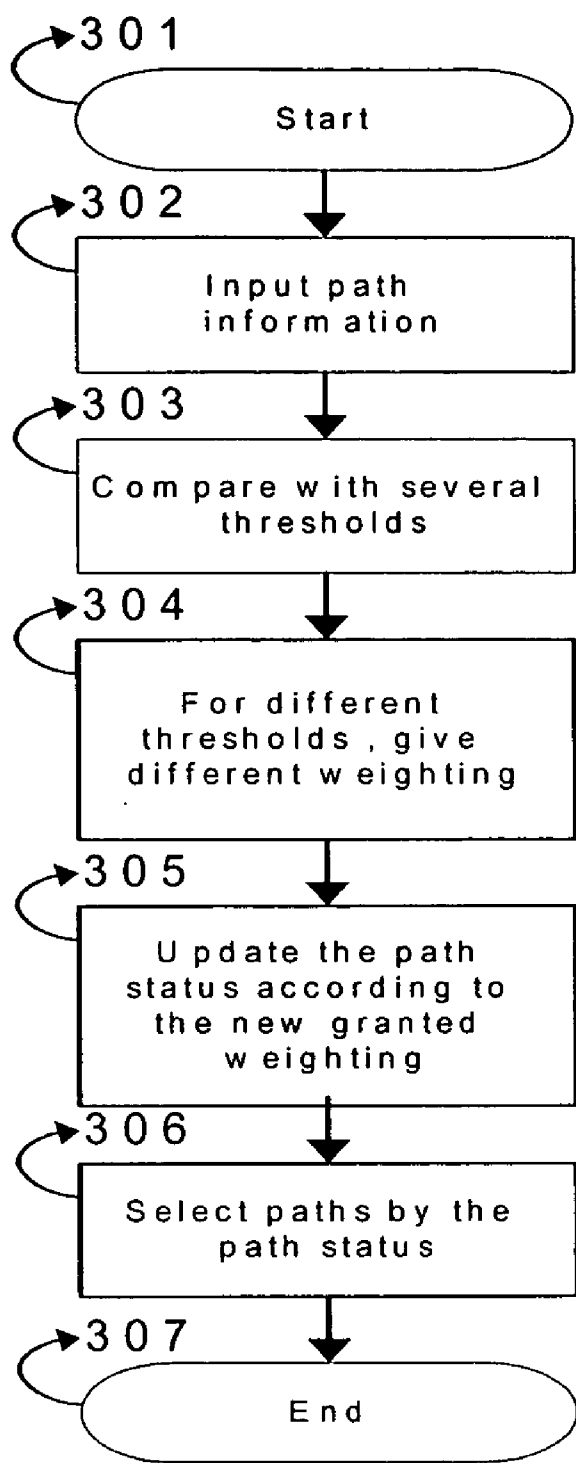 301
Start
302
Input path
information
303
Compare with several
thresholds
304
For different
thresholds, give
different weighting
305
Update the path
status according to
the new granted
weighting
306
Select paths by the
path status
307
End